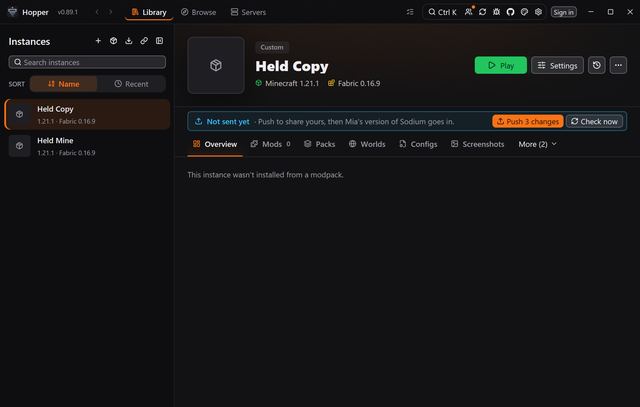 Hopper v0.89.1 Library Browse Servers Ctrl K Sign in
Instances
Search instances
SORT Name Recent
Held Copy
1.21.1 · Fabric 0.16.9
Held Mine
1.21.1 · Fabric 0.16.9
Custom
Held Copy
Minecraft 1.21.1 Fabric 0.16.9
Play Settings
Not sent yet · Push to share yours, then Mia's version of Sodium goes in. Push 3 changes Check now
Overview Mods 0 Packs Worlds Configs Screenshots More (2)
This instance wasn't installed from a modpack.